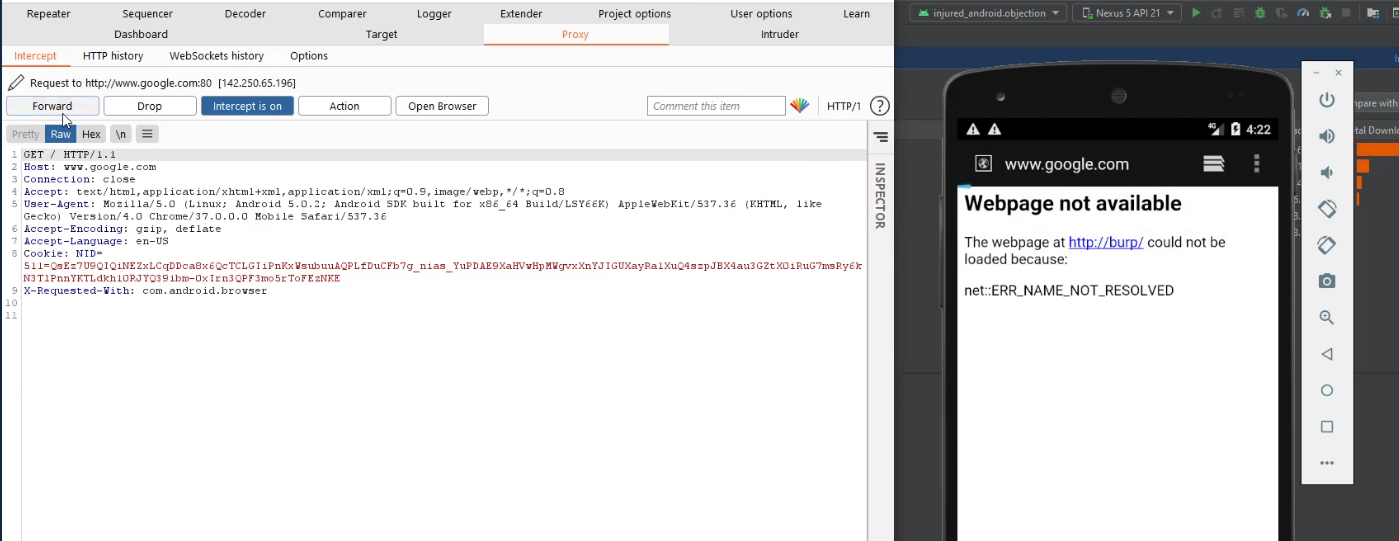 Repeater Sequencer Decoder Comparer Logger Extender Project options User options Learn
Dashboard Target Proxy Intruder
Intercept HTTP history WebSockets history Options
Request to http://www.google.com:80 [142.250.65.196]
Forward Drop Intercept is on Action Open Browser Comment this item HTTP/1 ?
Pretty Raw Hex \n
1 GET / HTTP/1.1
2 Host: www.google.com
3 Connection: close
4 Accept: text/html,application/xhtml+xml,application/xml;q=0.9,image/webp,*/*;q=0.8
5 User-Agent: Mozilla/5.0 (Linux; Android 5.0.2; Android SDK built for x86_64 Build/LSY66K) AppleWebKit/537.36 (KHTML, like
Gecko) Version/4.0 Chrome/37.0.0.0 Mobile Safari/537.36
6 Accept-Encoding: gzip, deflate
7 Accept-Language: en-US
8 Cookie: NID=
9 X-Requested-With: com.android.browser
10
11
INSPECTOR
injured_android.objection Nexus 5 API 21
4G 4:22
www.google.com
Webpage not available
The webpage at http://burp/ could not be
loaded because:
net::ERR_NAME_NOT_RESOLVED